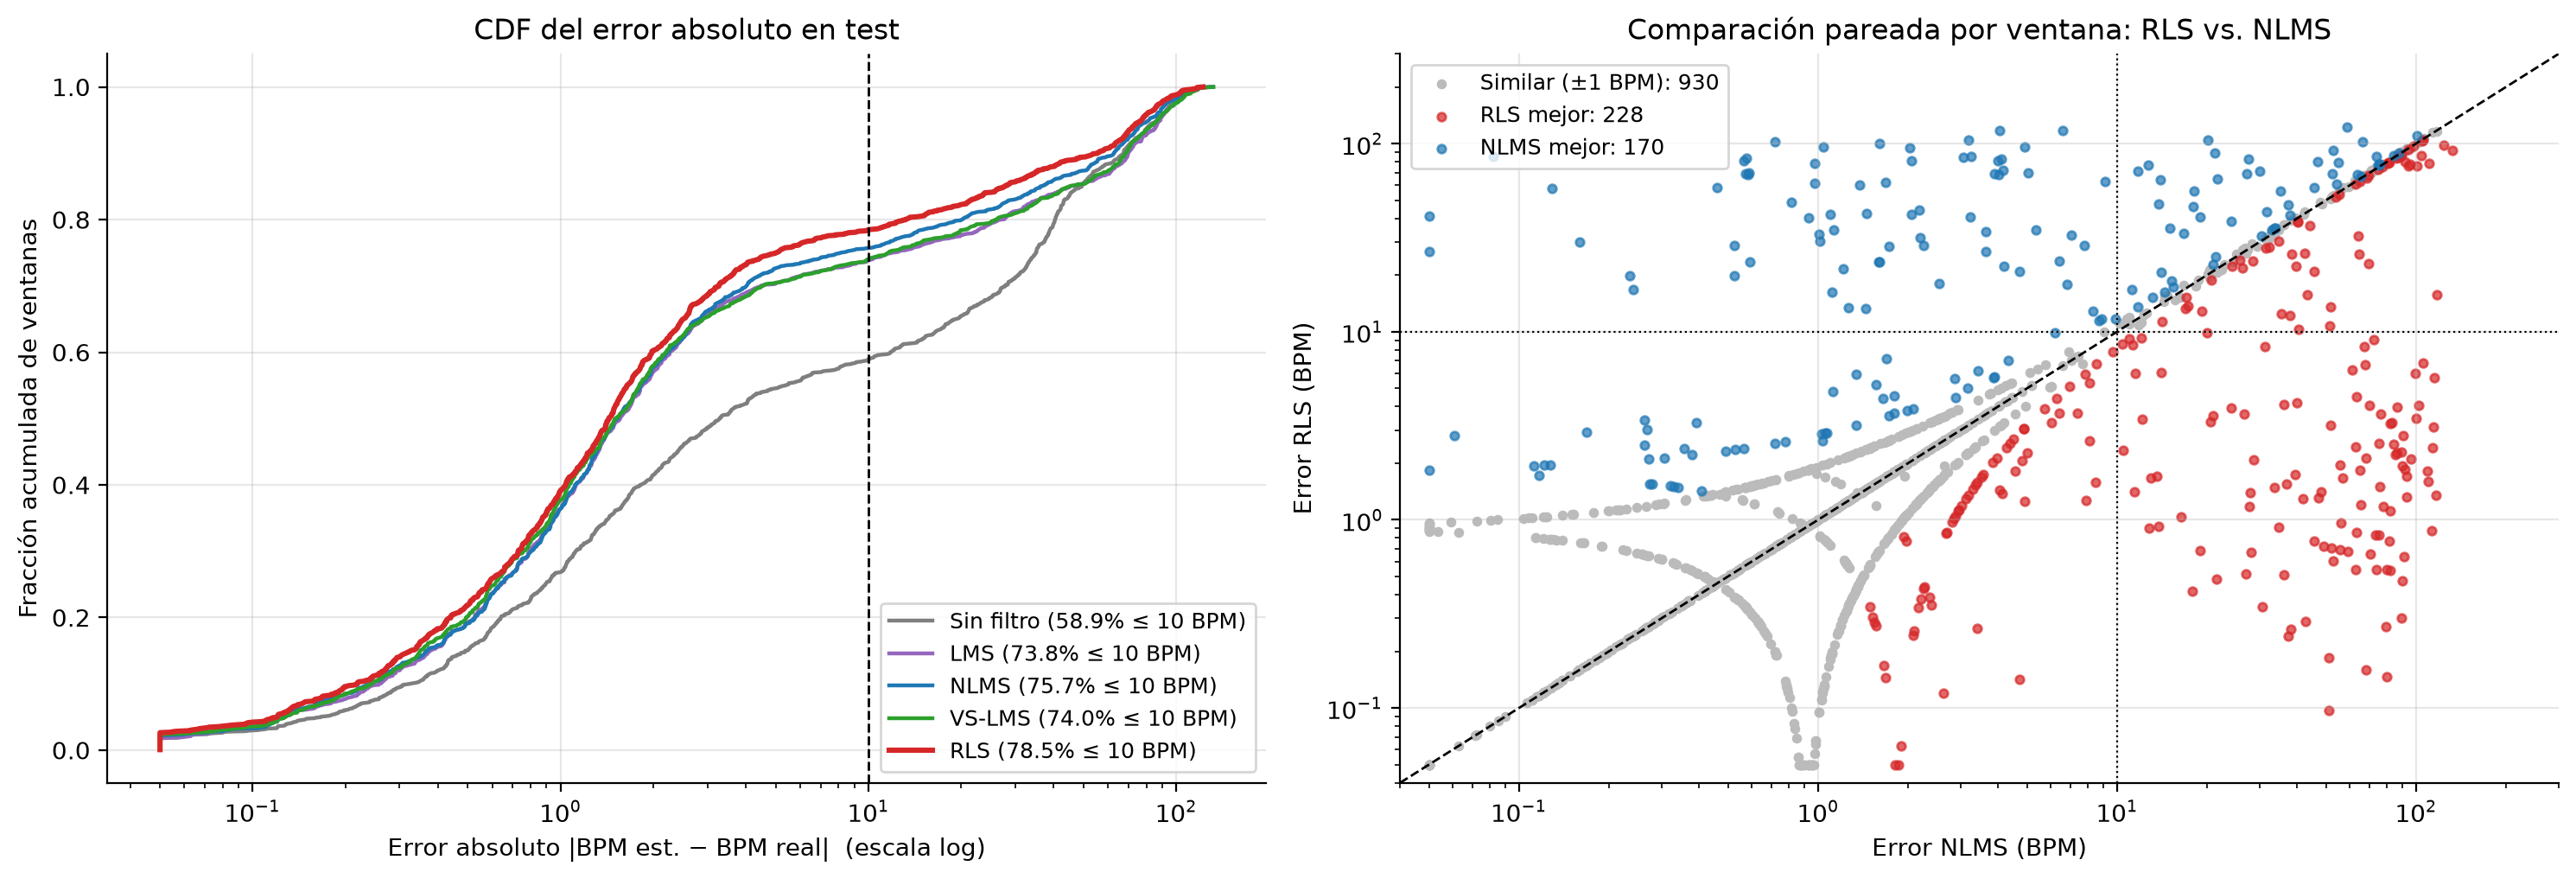 CDF del error absoluto en test
Fracción acumulada de ventanas
1.0
0.8
0.6
0.4
0.2
0.0
Sin filtro (58.9% ≤ 10 BPM)
LMS (73.8% ≤ 10 BPM)
NLMS (75.7% ≤ 10 BPM)
VS-LMS (74.0% ≤ 10 BPM)
RLS (78.5% ≤ 10 BPM)
10⁻¹ 10⁰ 10¹ 10²
Error absoluto |BPM est. − BPM real|  (escala log)
Comparación pareada por ventana: RLS vs. NLMS
Similar (±1 BPM): 930
RLS mejor: 228
NLMS mejor: 170
Error RLS (BPM)
10²
10¹
10⁰
10⁻¹
10⁻¹ 10⁰ 10¹ 10²
Error NLMS (BPM)